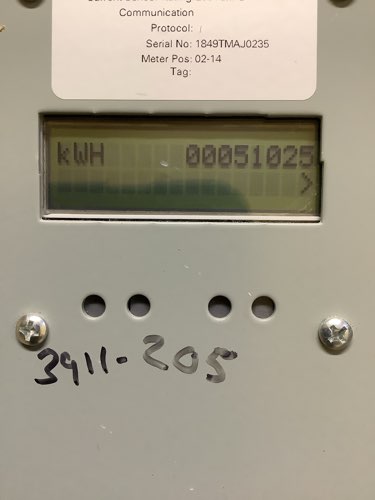 Communication
Protocol:
Serial No: 1849TMAJ0235
Meter Pos: 02-14
Tag:
kWH 00051025
>
3911-205